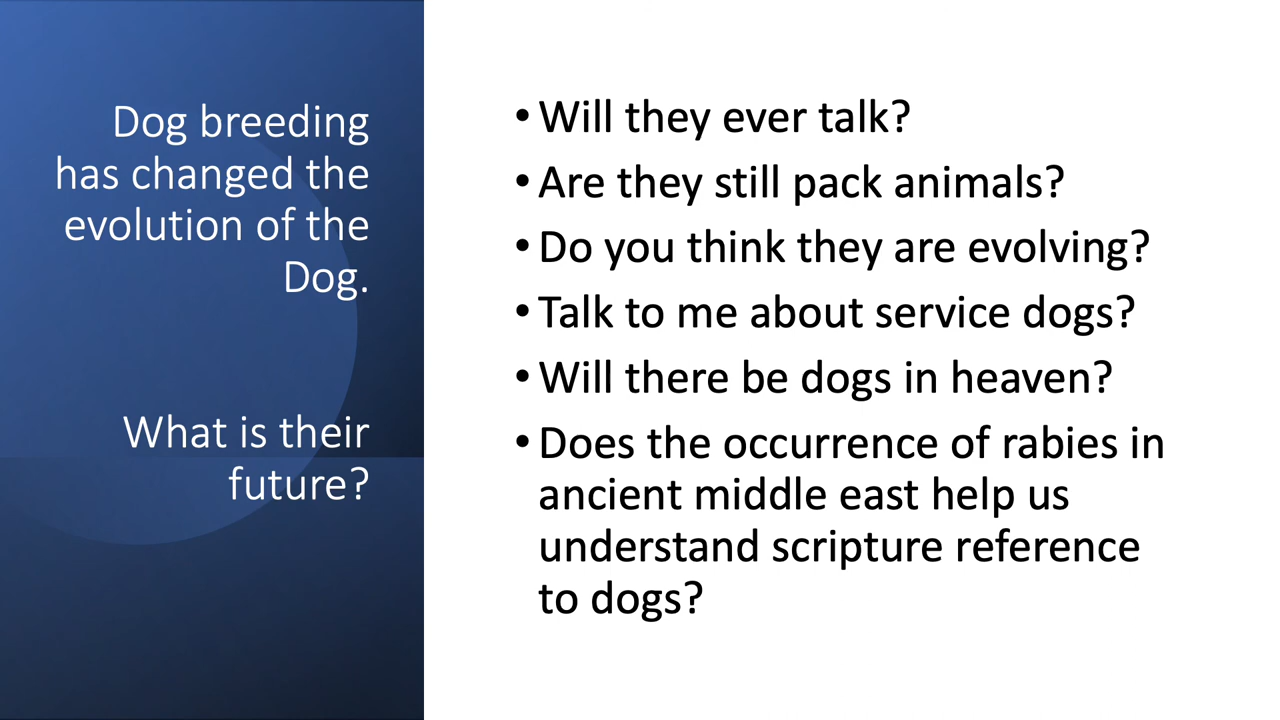 Dog breeding
has changed the
evolution of the
Dog.
What is their
future?
• Will they ever talk?
• Are they still pack animals?
• Do you think they are evolving?
• Talk to me about service dogs?
• Will there be dogs in heaven?
• Does the occurrence of rabies in
ancient middle east help us
understand scripture reference
to dogs?